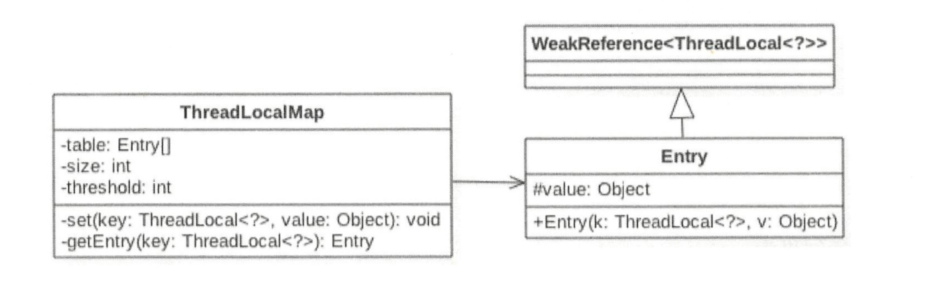 WeakReference<ThreadLocal<?>>
ThreadLocalMap
-table: Entry[]
-size: int
-threshold: int
-set(key: ThreadLocal<?>, value: Object): void
-getEntry(key: ThreadLocal<?>): Entry
Entry
#value: Object
+Entry(k: ThreadLocal<?>, v: Object)